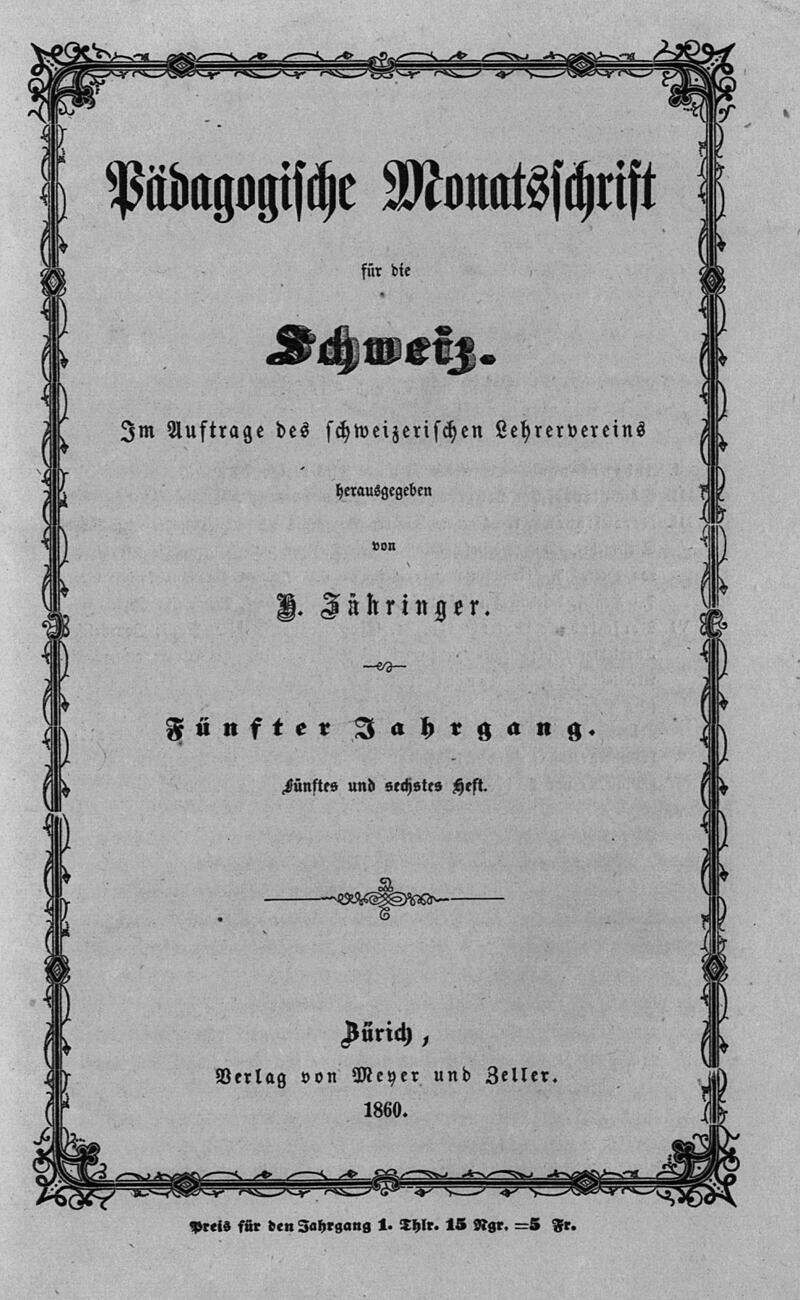 Pädagogische Monatsschrift
für die
Schweiz.
Im Auftrage des schweizerischen Lehrervereins
herausgegeben
von
H. Zähringer.
Fünfter Jahrgang.
Fünftes und sechstes Heft.
Zürich,
Verlag von Meyer und Zeller.
1860.
Preis für den Jahrgang 1. Thlr. 15 Ngr. =5 Fr.